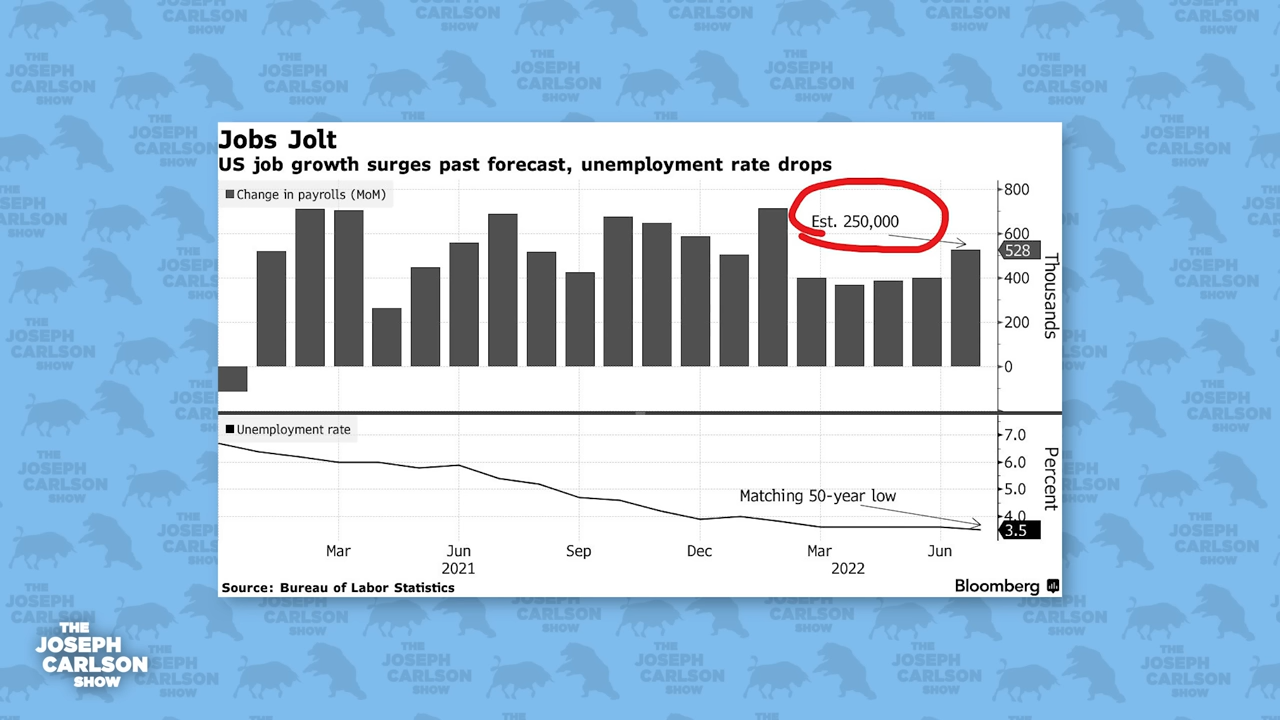 Jobs Jolt
US job growth surges past forecast, unemployment rate drops
Change in payrolls (MoM)
Est. 250,000
800
600
528
400
200
0
Thousands
Unemployment rate
Matching 50-year low
7.0
6.0
5.0
4.0
3.5
Percent
Mar
Jun
Sep
Dec
Mar
Jun
2021
2022
Source: Bureau of Labor Statistics
Bloomberg
THE
JOSEPH
CARLSON
SHOW